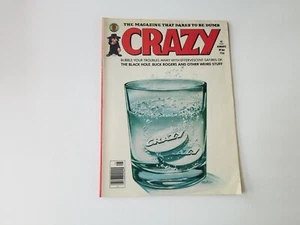 THE MAGAZINE THAT DARES TO BE DUMB
CRAZY
BUBBLE YOUR TROUBLES AWAY WITH EFFERVESCENT SATIRES OF
THE BLACK HOLE, BUCK ROGERS AND OTHER WEIRD STUFF
CRAZY